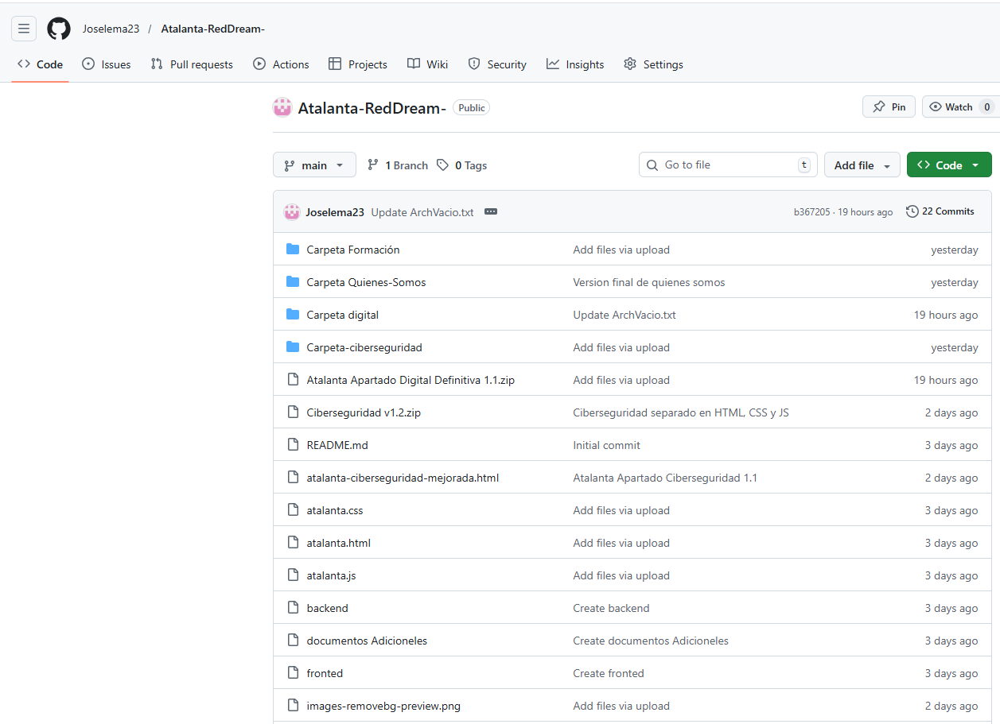 Joselema23 / Atalanta-RedDream-
Code Issues Pull requests Actions Projects Wiki Security Insights Settings
Atalanta-RedDream- Public Pin Watch 0
main 1 Branch 0 Tags Go to file t Add file Code
Joselema23 Update ArchVacio.txt b367205 · 19 hours ago 22 Commits
Carpeta Formación Add files via upload yesterday
Carpeta Quienes-Somos Version final de quienes somos yesterday
Carpeta digital Update ArchVacio.txt 19 hours ago
Carpeta-ciberseguridad Add files via upload yesterday
Atalanta Apartado Digital Definitiva 1.1.zip Add files via upload 19 hours ago
Ciberseguridad v1.2.zip Ciberseguridad separado en HTML, CSS y JS 2 days ago
README.md Initial commit 3 days ago
atalanta-ciberseguridad-mejorada.html Atalanta Apartado Ciberseguridad 1.1 2 days ago
atalanta.css Add files via upload 3 days ago
atalanta.html Add files via upload 3 days ago
atalanta.js Add files via upload 3 days ago
backend Create backend 3 days ago
documentos Adicioneles Create documentos Adicioneles 3 days ago
fronted Create fronted 3 days ago
images-removebg-preview.png Add files via upload 2 days ago